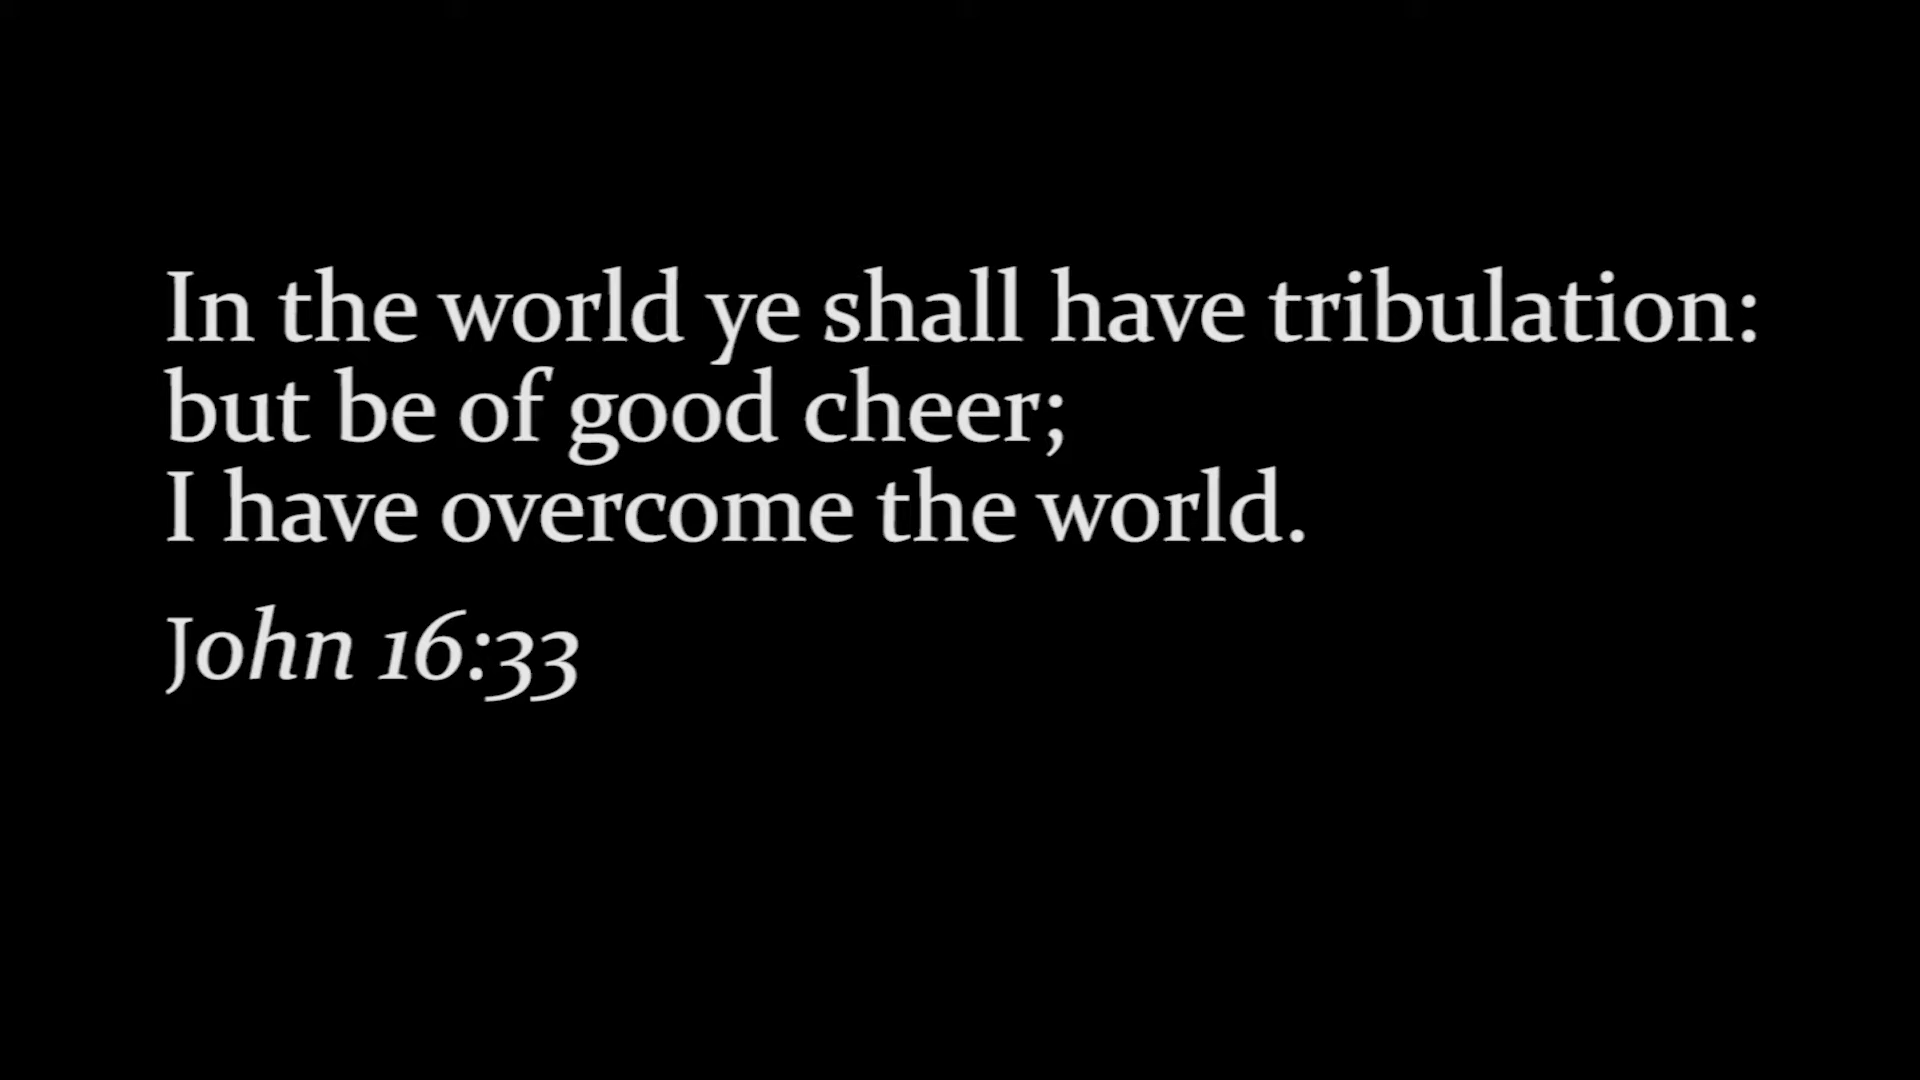 In the world ye shall have tribulation:
but be of good cheer;
I have overcome the world.
John 16:33